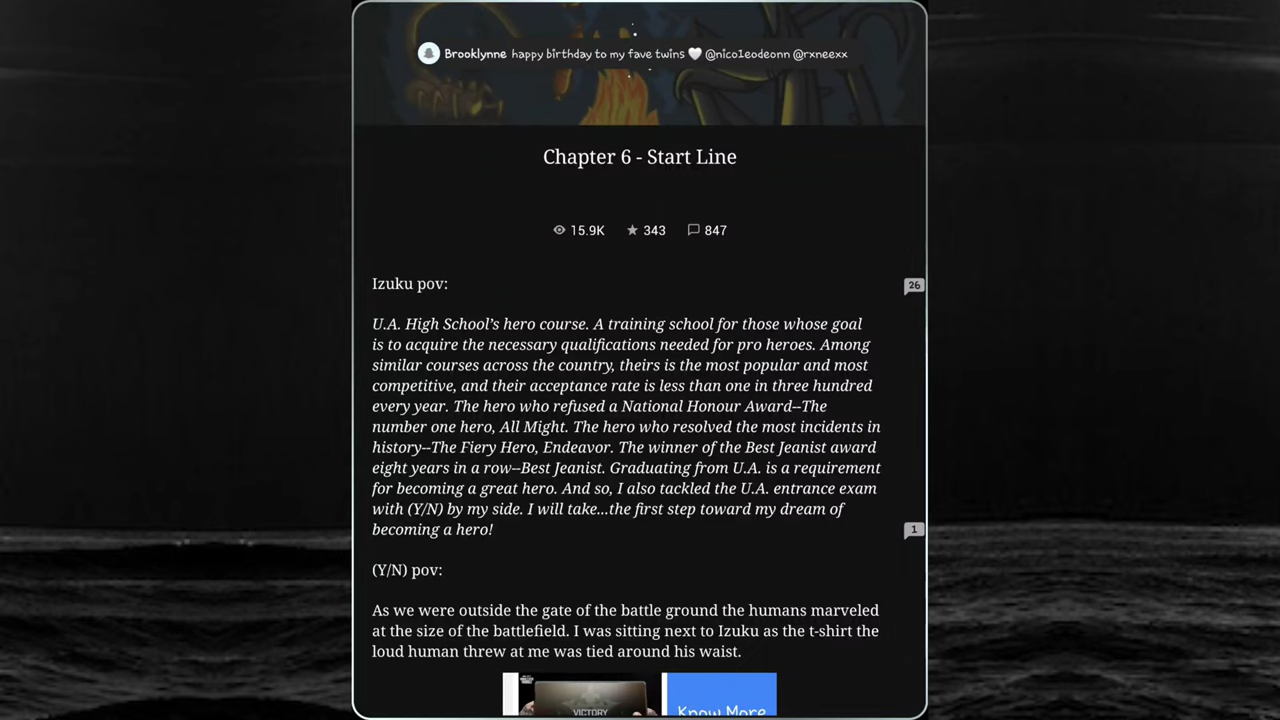 Brooklynne happy birthday to my fave twins 🤍 @nico1eodeonn @rxneexx
Chapter 6 - Start Line
15.9K 343 847
Izuku pov:
26
U.A. High School’s hero course. A training school for those whose goal
is to acquire the necessary qualifications needed for pro heroes. Among
similar courses across the country, theirs is the most popular and most
competitive, and their acceptance rate is less than one in three hundred
every year. The hero who refused a National Honour Award--The
number one hero, All Might. The hero who resolved the most incidents in
history--The Fiery Hero, Endeavor. The winner of the Best Jeanist award
eight years in a row--Best Jeanist. Graduating from U.A. is a requirement
for becoming a great hero. And so, I also tackled the U.A. entrance exam
with (Y/N) by my side. I will take...the first step toward my dream of
becoming a hero!
1
(Y/N) pov:
As we were outside the gate of the battle ground the humans marveled
at the size of the battlefield. I was sitting next to Izuku as the t-shirt the
loud human threw at me was tied around his waist.
VICTORY
Know More